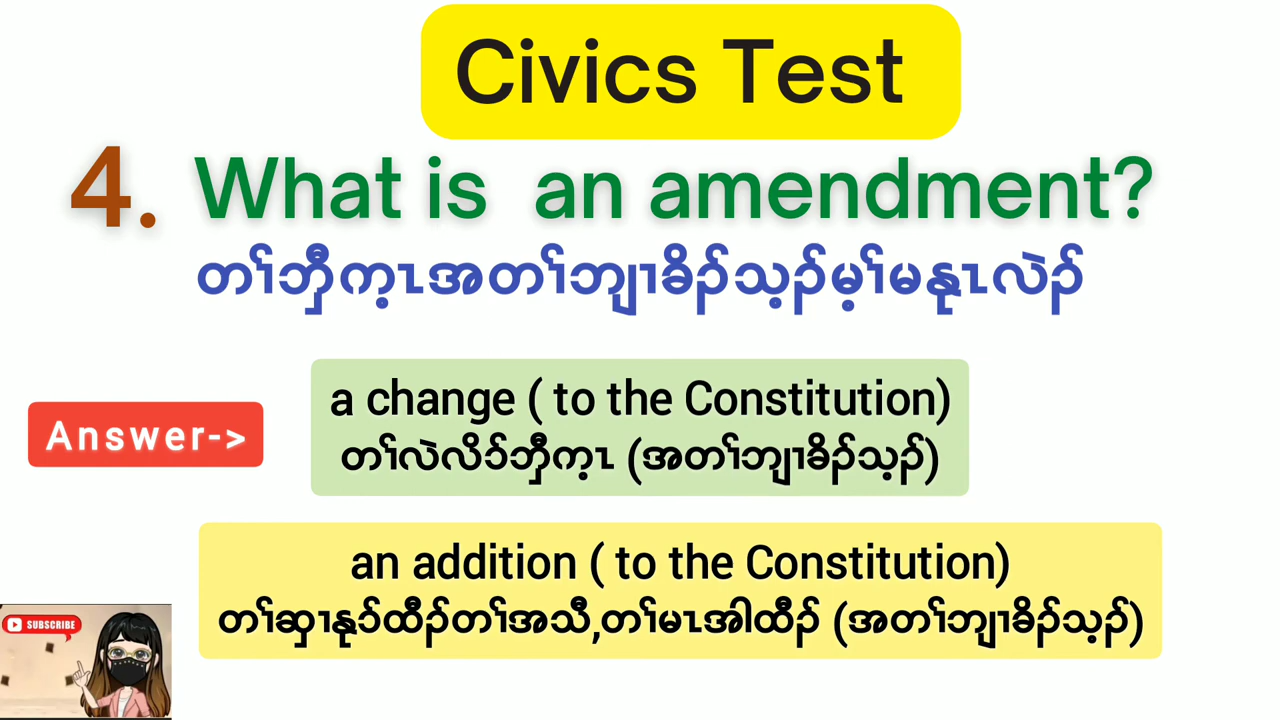 Civics Test
4. What is an amendment?
တၢ်ဘှီက့ၤအတၢ်ဘျၢခိၣ်သ့ၣ်မ့ၢ်မနုၤလဲၣ်
a change ( to the Constitution)
တၢ်လဲလိာ်ဘှီက့ၤ (အတၢ်ဘျၢခိၣ်သ့ၣ်)
Answer->
an addition ( to the Constitution)
တၢ်ဆှၢနုာ်ထီၣ်တၢ်အသီ,တၢ်မၤအါထီၣ် (အတၢ်ဘျၢခိၣ်သ့ၣ်)
SUBSCRIBE